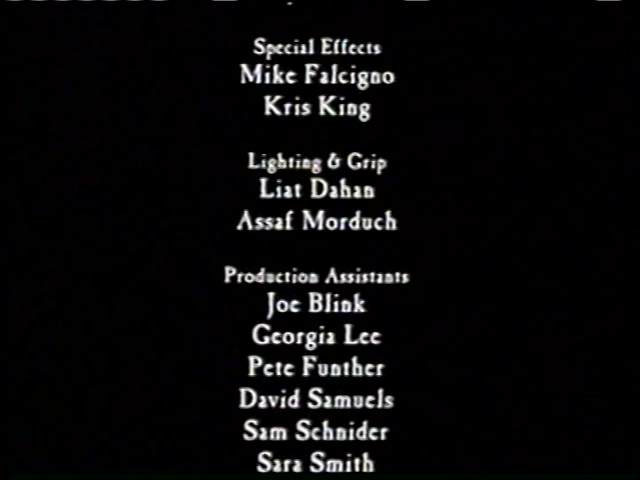 Special Effects
Mike Falcigno
Kris King
Lighting & Grip
Liat Dahan
Assaf Morduch
Production Assistants
Joe Blink
Georgia Lee
Pete Funther
David Samuels
Sam Schnider
Sara Smith